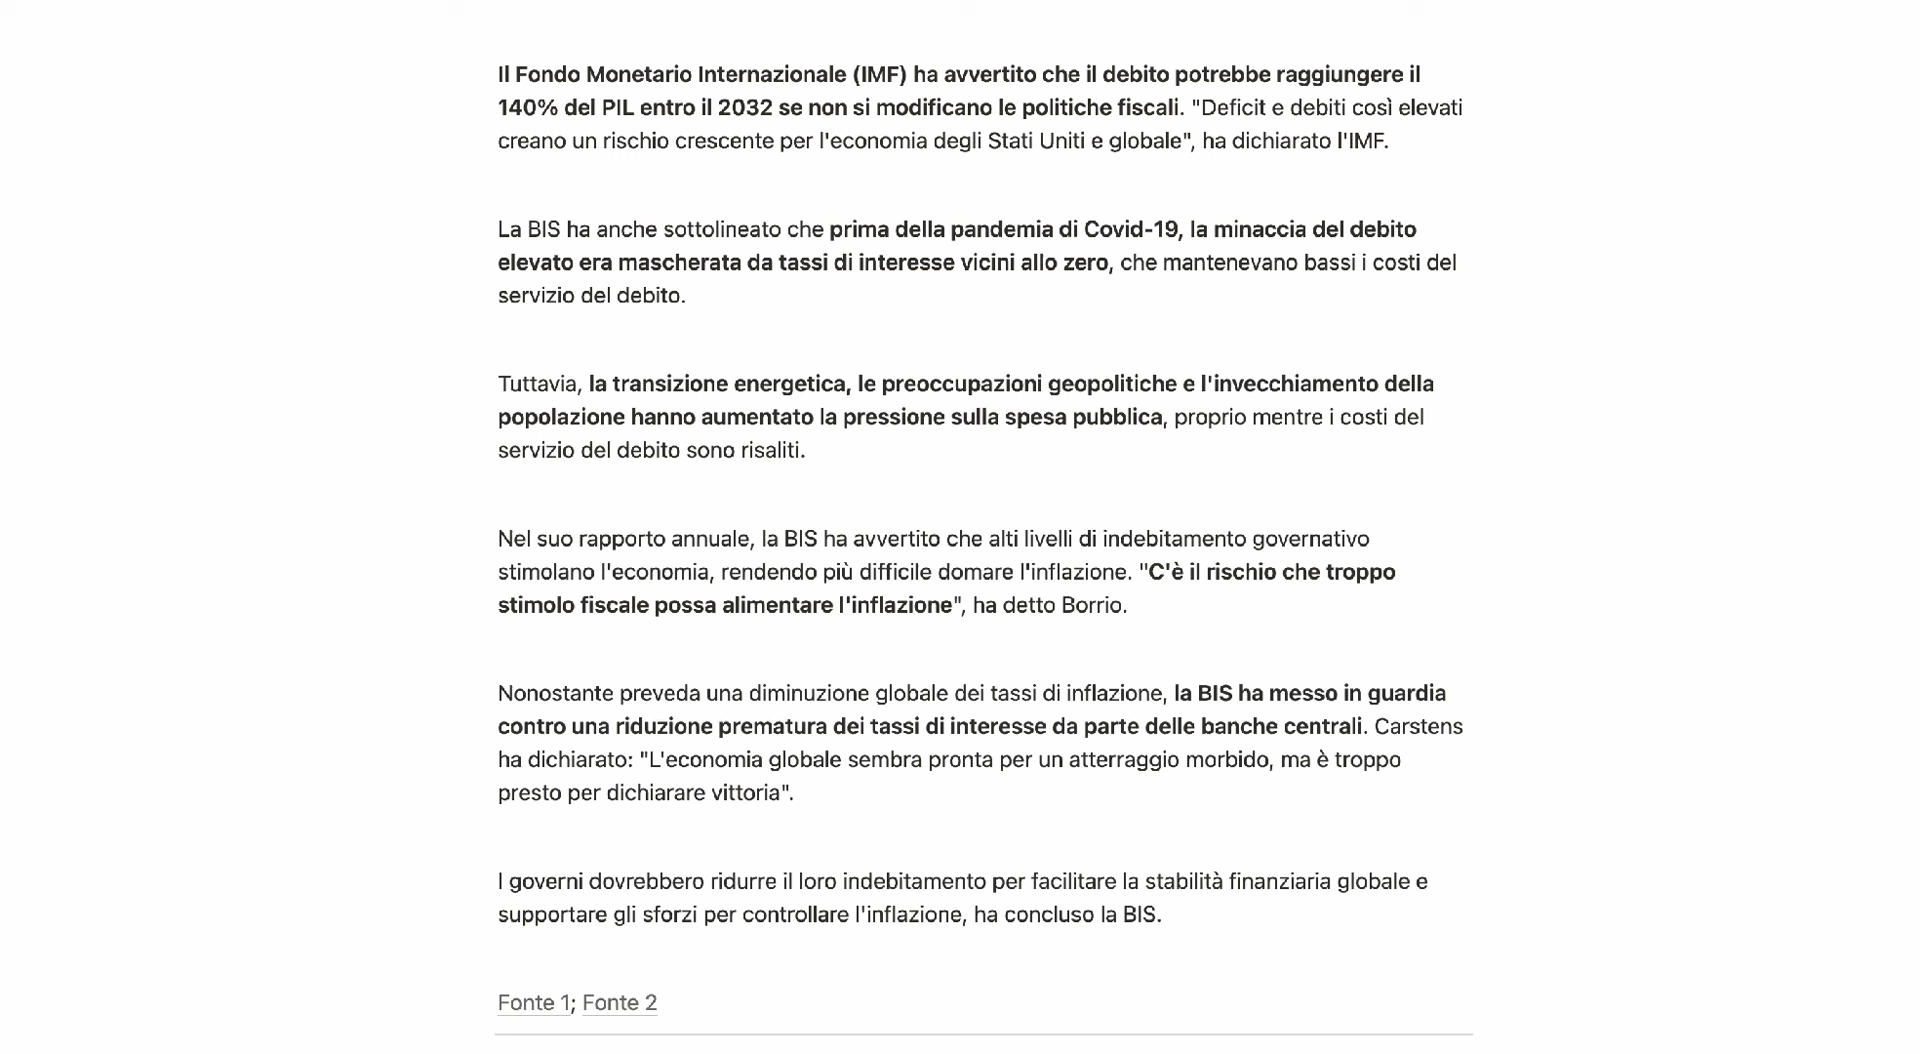 Il Fondo Monetario Internazionale (IMF) ha avvertito che il debito potrebbe raggiungere il
140% del PIL entro il 2032 se non si modificano le politiche fiscali. "Deficit e debiti così elevati
creano un rischio crescente per l'economia degli Stati Uniti e globale", ha dichiarato l'IMF.
La BIS ha anche sottolineato che prima della pandemia di Covid-19, la minaccia del debito
elevato era mascherata da tassi di interesse vicini allo zero, che mantenevano bassi i costi del
servizio del debito.
Tuttavia, la transizione energetica, le preoccupazioni geopolitiche e l'invecchiamento della
popolazione hanno aumentato la pressione sulla spesa pubblica, proprio mentre i costi del
servizio del debito sono risaliti.
Nel suo rapporto annuale, la BIS ha avvertito che alti livelli di indebitamento governativo
stimolano l'economia, rendendo più difficile domare l'inflazione. "C'è il rischio che troppo
stimolo fiscale possa alimentare l'inflazione", ha detto Borrio.
Nonostante preveda una diminuzione globale dei tassi di inflazione, la BIS ha messo in guardia
contro una riduzione prematura dei tassi di interesse da parte delle banche centrali. Carstens
ha dichiarato: "L'economia globale sembra pronta per un atterraggio morbido, ma è troppo
presto per dichiarare vittoria".
I governi dovrebbero ridurre il loro indebitamento per facilitare la stabilità finanziaria globale e
supportare gli sforzi per controllare l'inflazione, ha concluso la BIS.
Fonte 1; Fonte 2